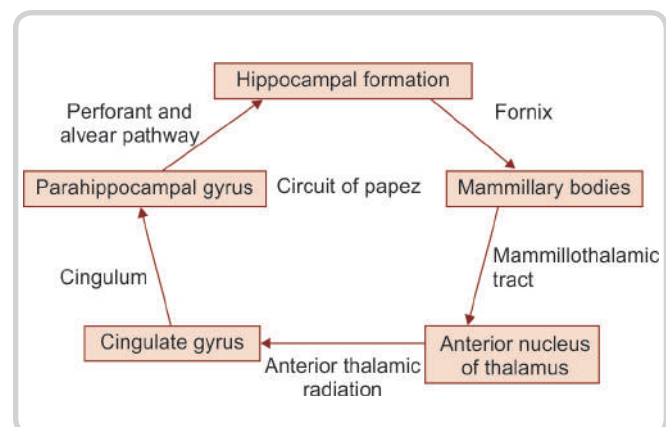 Hippocampal formation
Perforant and
alvear pathway
Fornix
Parahippocampal gyrus
Circuit of papez
Mammillary bodies
Cingulum
Mammillothalamic
tract
Cingulate gyrus
Anterior thalamic
radiation
Anterior nucleus
of thalamus